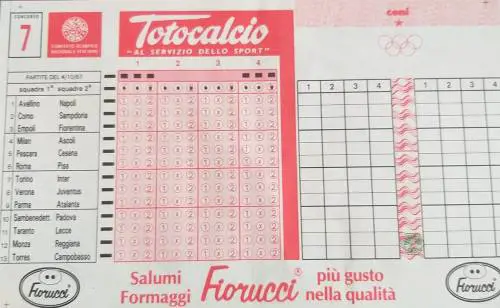 CONCORSO
7
COMITATO OLIMPICO
NAZIONALE ITALIANO
Totocalcio
"AL SERVIZIO DELLO SPORT"
coni
PARTITE DEL 4/10/87
squadra 1ª squadra 2ª
1 2 3 4
1 2 3 4 1 2
1 Avellino Napoli
2 Como Sampdoria
3 Empoli Fiorentina
4 Milan Ascoli
5 Pescara Cesena
6 Roma Pisa
7 Torino Inter
8 Verona Juventus
9 Parma Atalanta
10 Sambenedett. Padova
11 Taranto Lecce
12 Monza Reggiana
13 Torres Campobasso
Fiorucci
Salumi
Formaggi
Fiorucci®
più gusto
nella qualità
Fiorucci